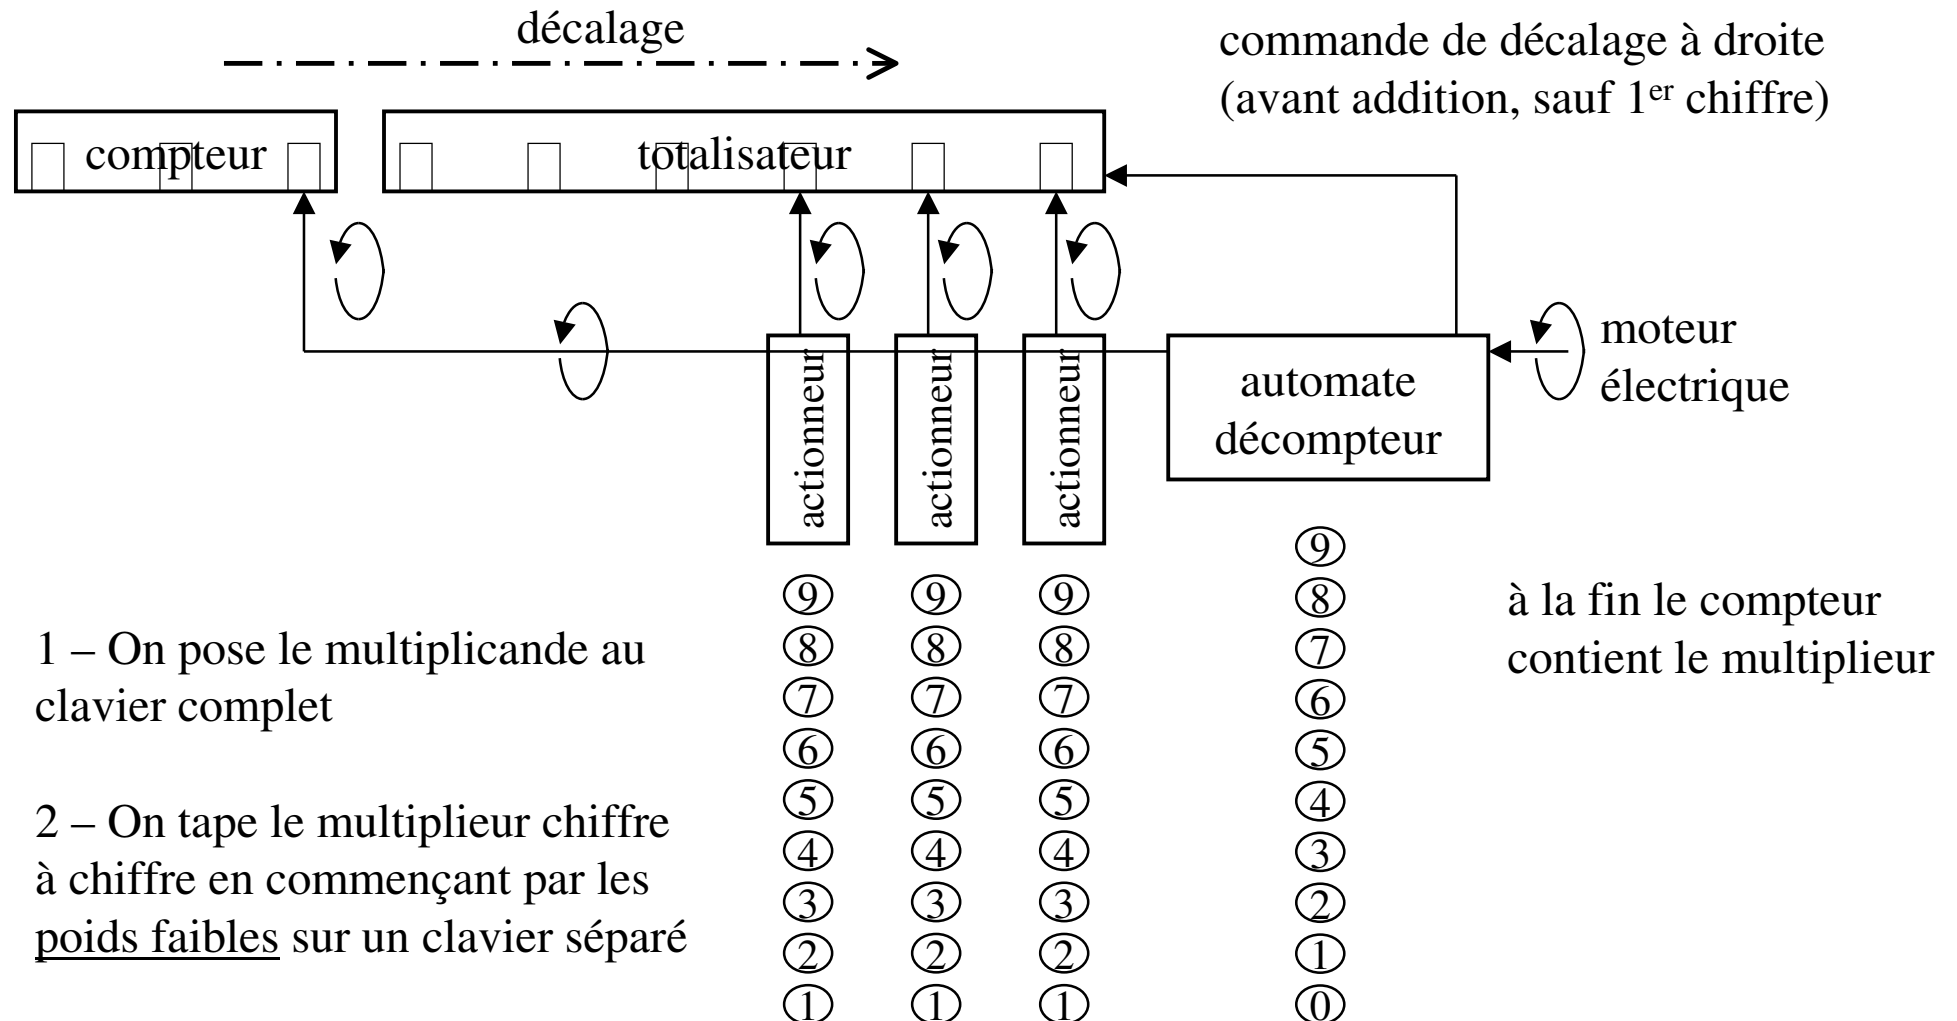 décalage
commande de décalage à droite
(avant addition, sauf 1er chiffre)
compteur
totalisateur
moteur
électrique
actionneur
actionneur
actionneur
automate
décompteur
9
8
7
6
5
4
3
2
1
9
8
7
6
5
4
3
2
1
9
8
7
6
5
4
3
2
1
9
8
7
6
5
4
3
2
1
0
à la fin le compteur
contient le multiplieur
1 – On pose le multiplicande au
clavier complet
2 – On tape le multiplieur chiffre
à chiffre en commençant par les
poids faibles sur un clavier séparé